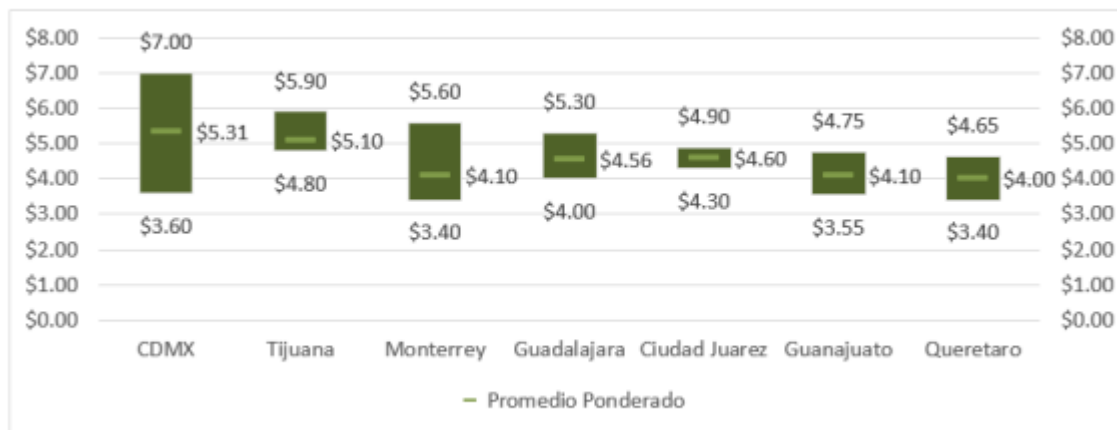 $8.00 $8.00
$7.00 $7.00 $7.00
$5.90 $5.60
$6.00 $5.30 $4.90 $4.75 $4.65 $6.00
$5.00 $5.31 $5.10 $5.00
$4.00 $4.10 $4.56 $4.60 $4.10 $4.00 $4.00
$4.80
$3.00 $4.00 $4.30 $3.00
$3.60 $3.40 $3.55 $3.40
$2.00 $2.00
$1.00 $1.00
$0.00 $0.00
CDMX Tijuana Monterrey Guadalajara Ciudad Juarez Guanajuato Queretaro
Promedio Ponderado